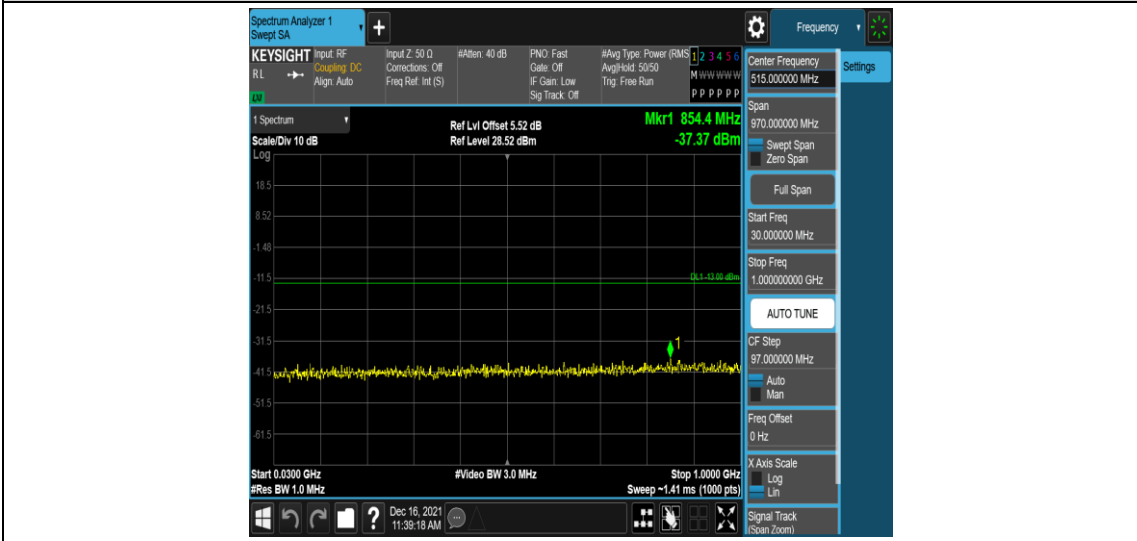 Spectrum Analyzer 1
Swept SA
+
Frequency
KEYSIGHT
Input: RF
Coupling: DC
Align: Auto
RL
Input Z: 50 Ω
Corrections: Off
Freq Ref: Int (S)
#Atten: 40 dB
PNO: Fast
Gate: Off
IF Gain: Low
Sig Track: Off
#Avg Type: Power (RMS
Avg|Hold: 50/50
Trig: Free Run
1 2 3 4 5 6
M W W W W W
P P P P P P
1 Spectrum
Scale/Div 10 dB
Log
Ref Lvl Offset 5.52 dB
Ref Level 28.52 dBm
Mkr1 854.4 MHz
-37.37 dBm
18.5
8.52
-1.48
-11.5
DL1 -13.00 dBm
-21.5
-31.5
1
-41.5
-51.5
-61.5
Start 0.0300 GHz
#Res BW 1.0 MHz
#Video BW 3.0 MHz
Stop 1.0000 GHz
Sweep ~1.41 ms (1000 pts)
?
Dec 16, 2021
11:39:18 AM
Center Frequency
515.000000 MHz
Settings
Span
970.000000 MHz
Swept Span
Zero Span
Full Span
Start Freq
30.000000 MHz
Stop Freq
1.000000000 GHz
AUTO TUNE
CF Step
97.000000 MHz
Auto
Man
Freq Offset
0 Hz
X Axis Scale
Log
Lin
Signal Track
(Span Zoom)